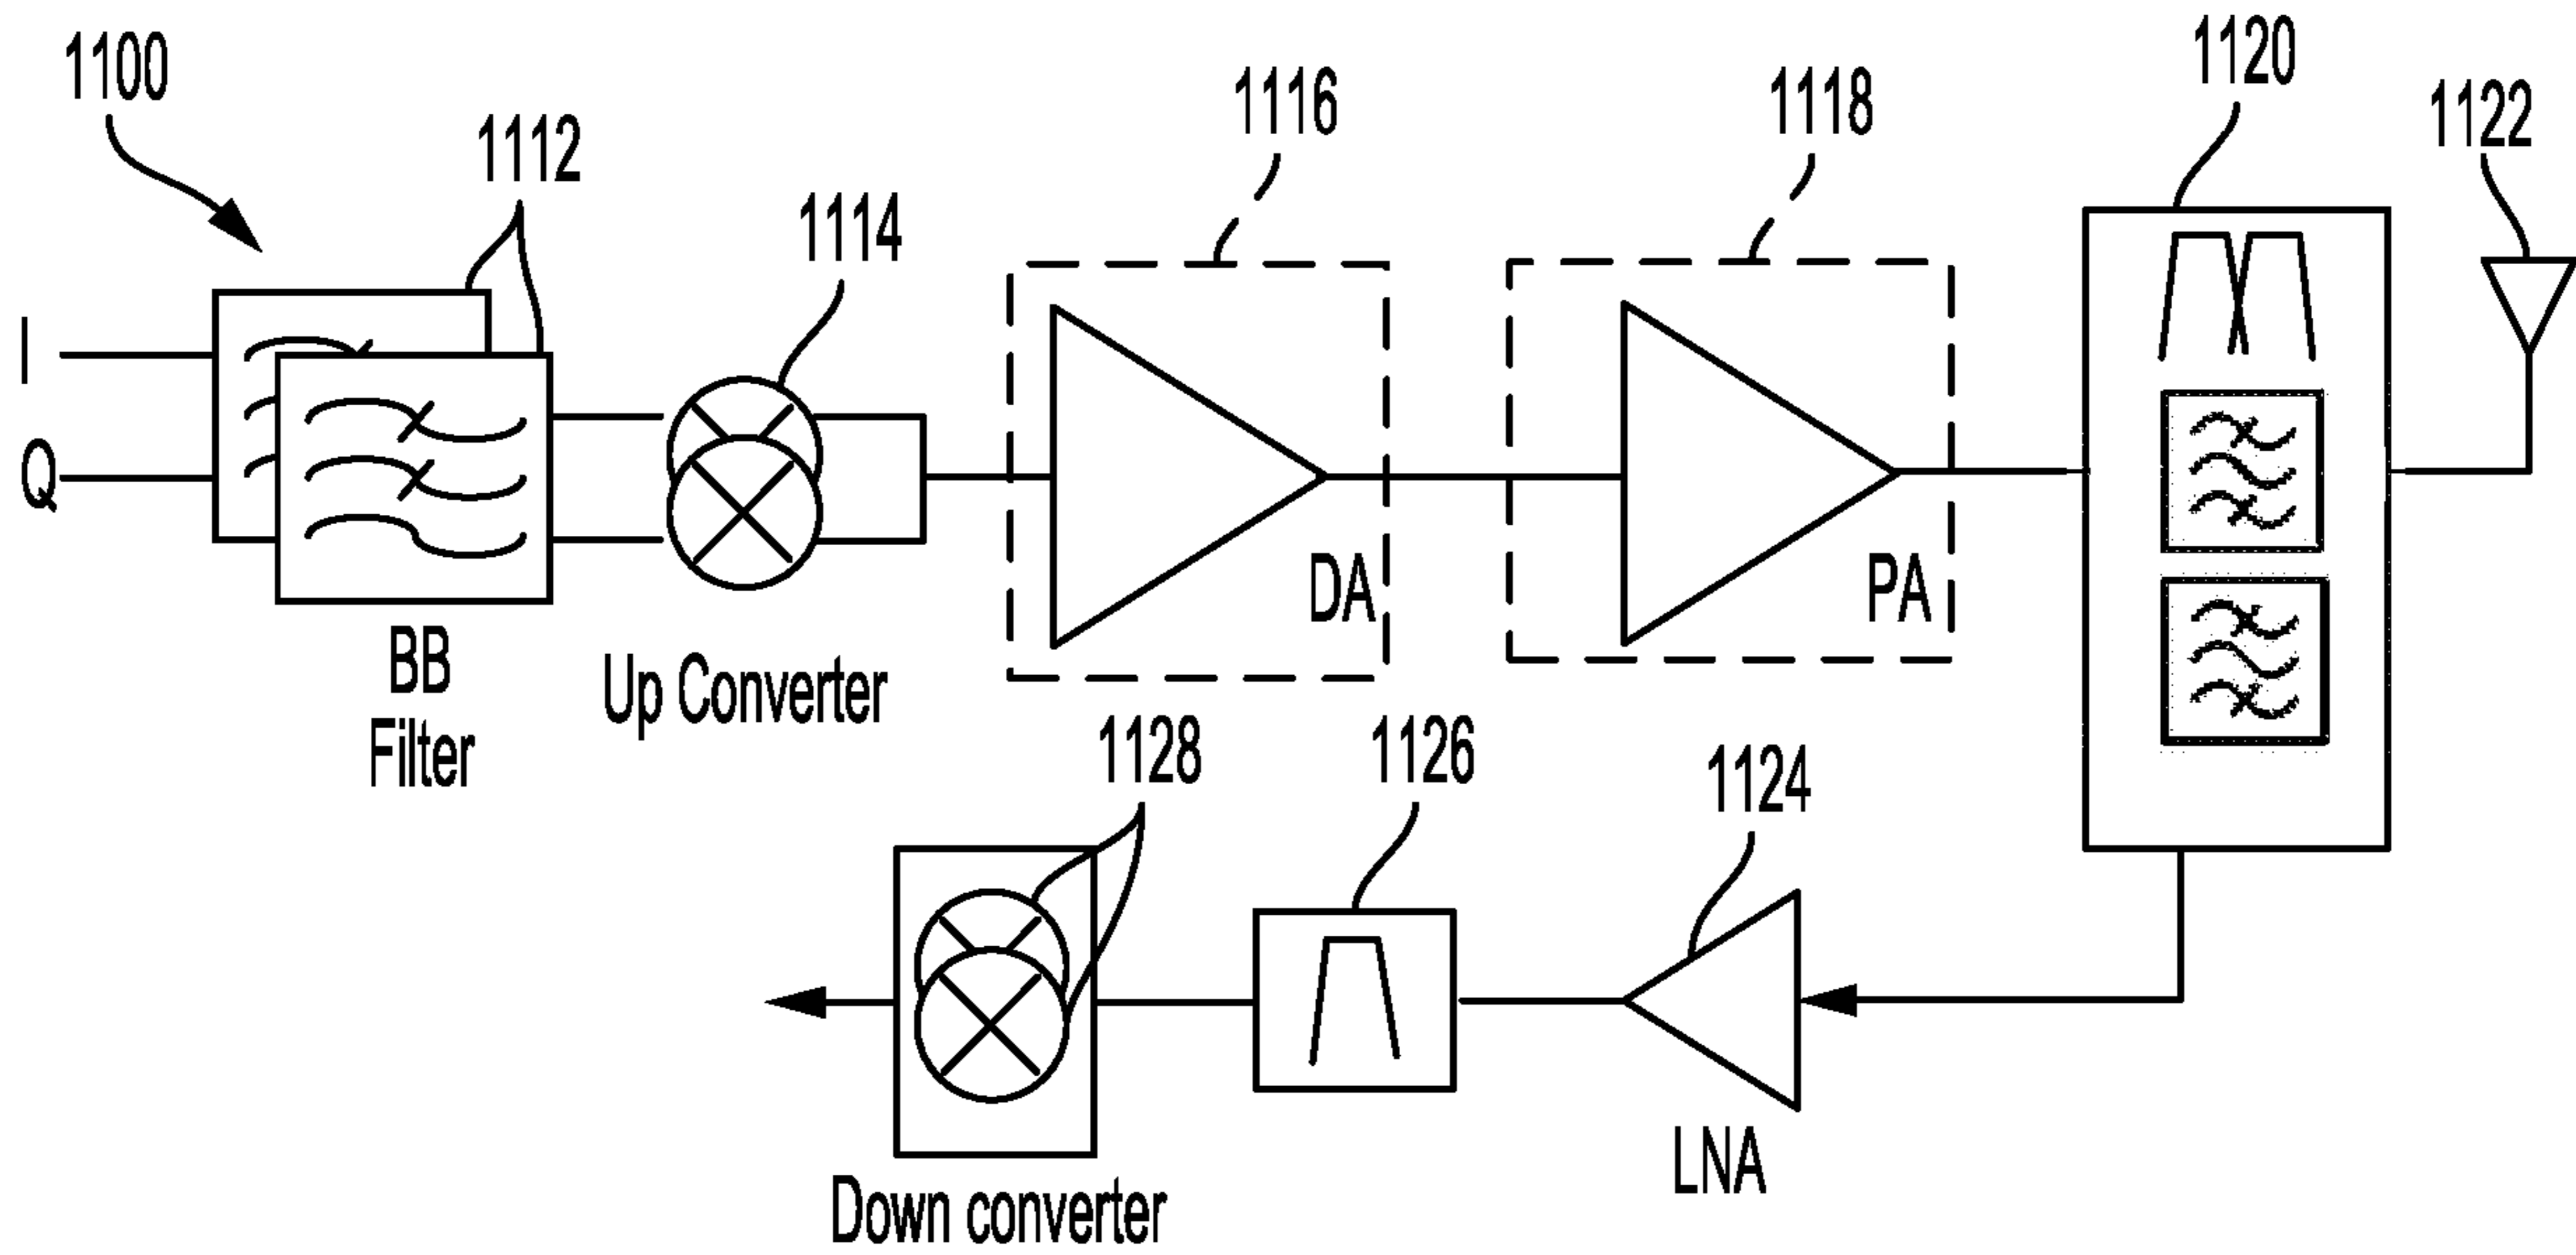 1100
1112
1114
1116
1118
1120
1122
I
Q
BB
Filter
Up Converter
DA
PA
1128
1126
1124
Down converter
LNA